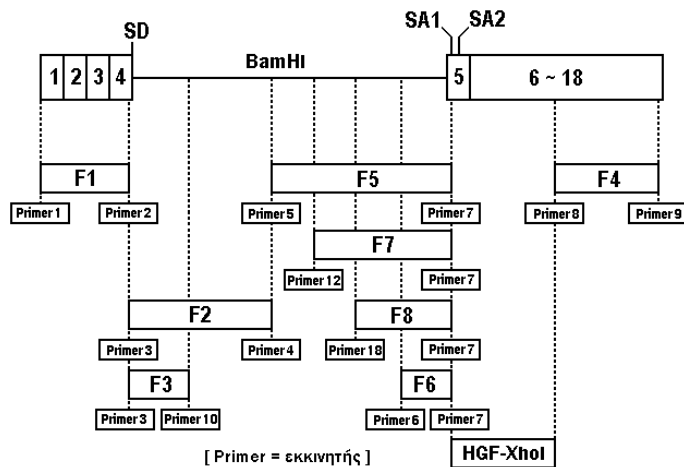 SA1 SA2
SD
BamHI
1 2 3 4
5 6 ~ 18
F1 F5 F4
Primer 1 Primer 2 Primer 5 Primer 7 Primer 8 Primer 9
F7
Primer 12 Primer 7
F2 F8
Primer 3 Primer 4 Primer 18 Primer 7
F3 F6
Primer 3 Primer 10 Primer 6 Primer 7
HGF-XhoI
[ Primer = εκκινητής ]